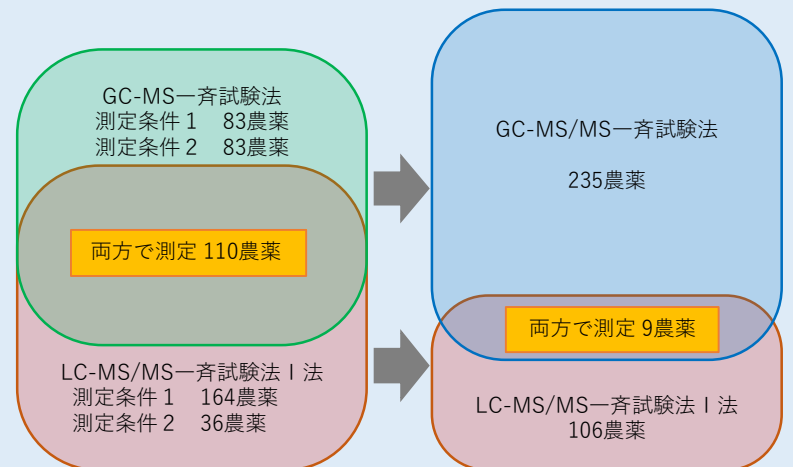 GC-MS一斉試験法
測定条件１　83農薬
測定条件２　83農薬
両方で測定 110農薬
LC-MS/MS一斉試験法Ⅰ法
測定条件１　164農薬
測定条件２　36農薬
GC-MS/MS一斉試験法
235農薬
両方で測定 9農薬
LC-MS/MS一斉試験法Ⅰ法
106農薬